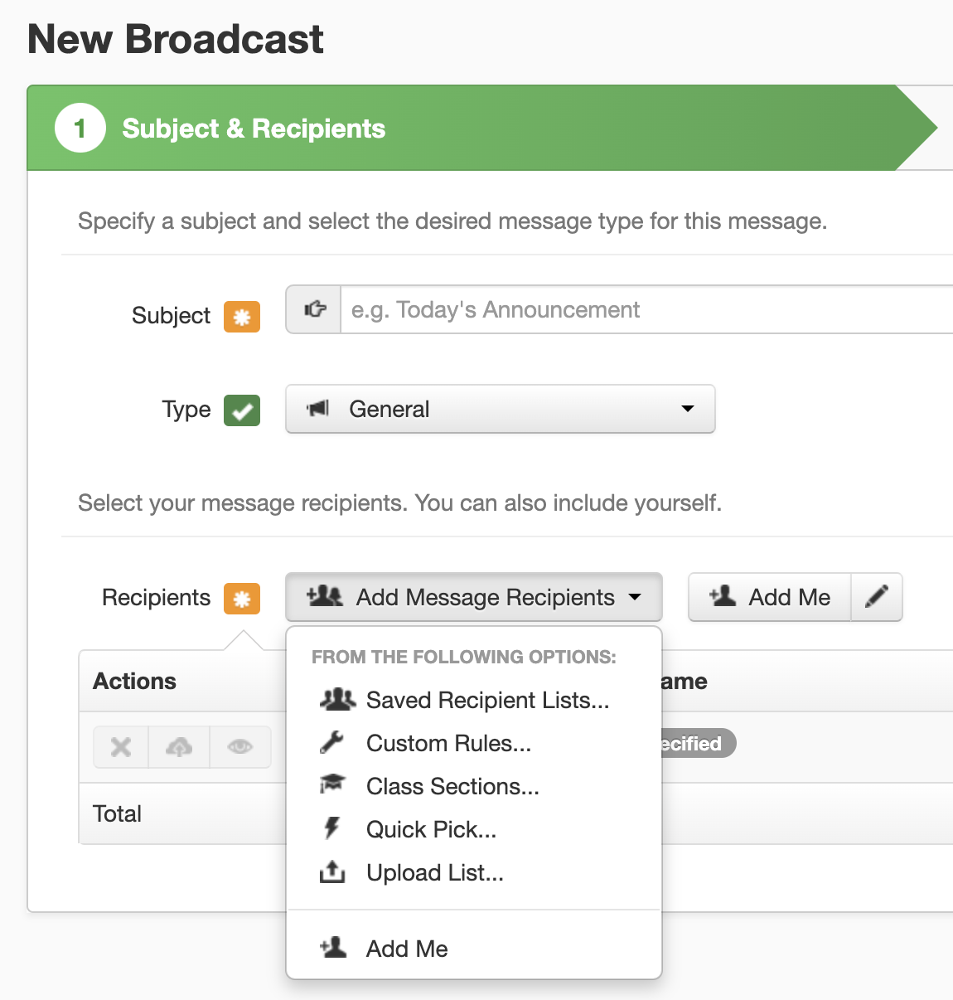 New Broadcast
1 Subject & Recipients
Specify a subject and select the desired message type for this message.
Subject e.g. Today's Announcement
Type General
Select your message recipients. You can also include yourself.
Recipients Add Message Recipients Add Me
FROM THE FOLLOWING OPTIONS:
Actions ame
Saved Recipient Lists...
Custom Rules... ecified
Class Sections...
Total
Quick Pick...
Upload List...
Add Me